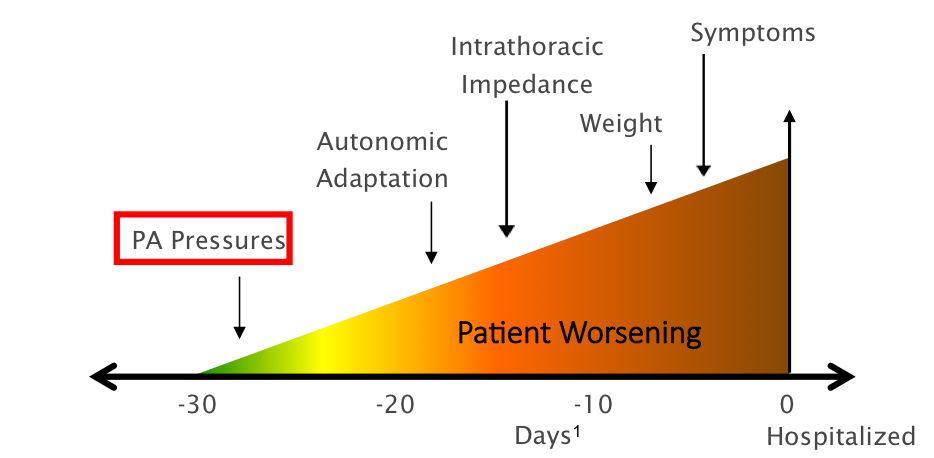 Symptoms
Intrathoracic
Impedance
Weight
Autonomic
Adaptation
PA Pressures
Patient Worsening
-30 -20 -10 0
Days¹ Hospitalized